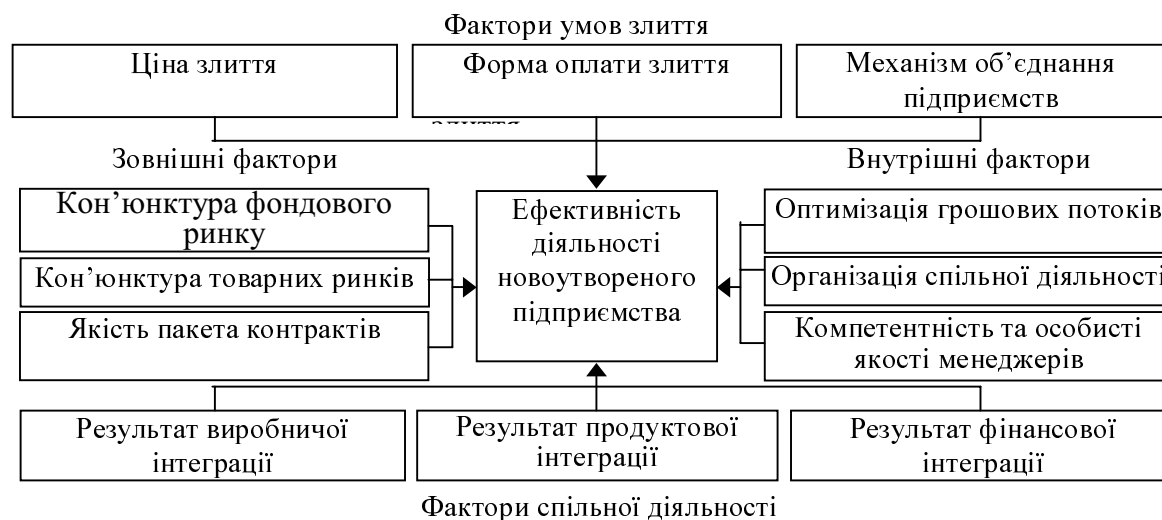 Фактори умов злиття
Ціна злиття
Форма оплати злиття
Механізм об’єднання
підприємств
злиття
Зовнішні фактори
Внутрішні фактори
Кон’юнктура фондового
ринку
Кон’юнктура товарних ринків
Якість пакета контрактів
Ефективність
діяльності
новоутвореного
підприємства
Оптимізація грошових потоків
Організація спільної діяльності
Компетентність та особисті
якості менеджерів
Результат виробничої
інтеграції
Результат продуктової
інтеграції
Результат фінансової
інтеграції
Фактори спільної діяльності